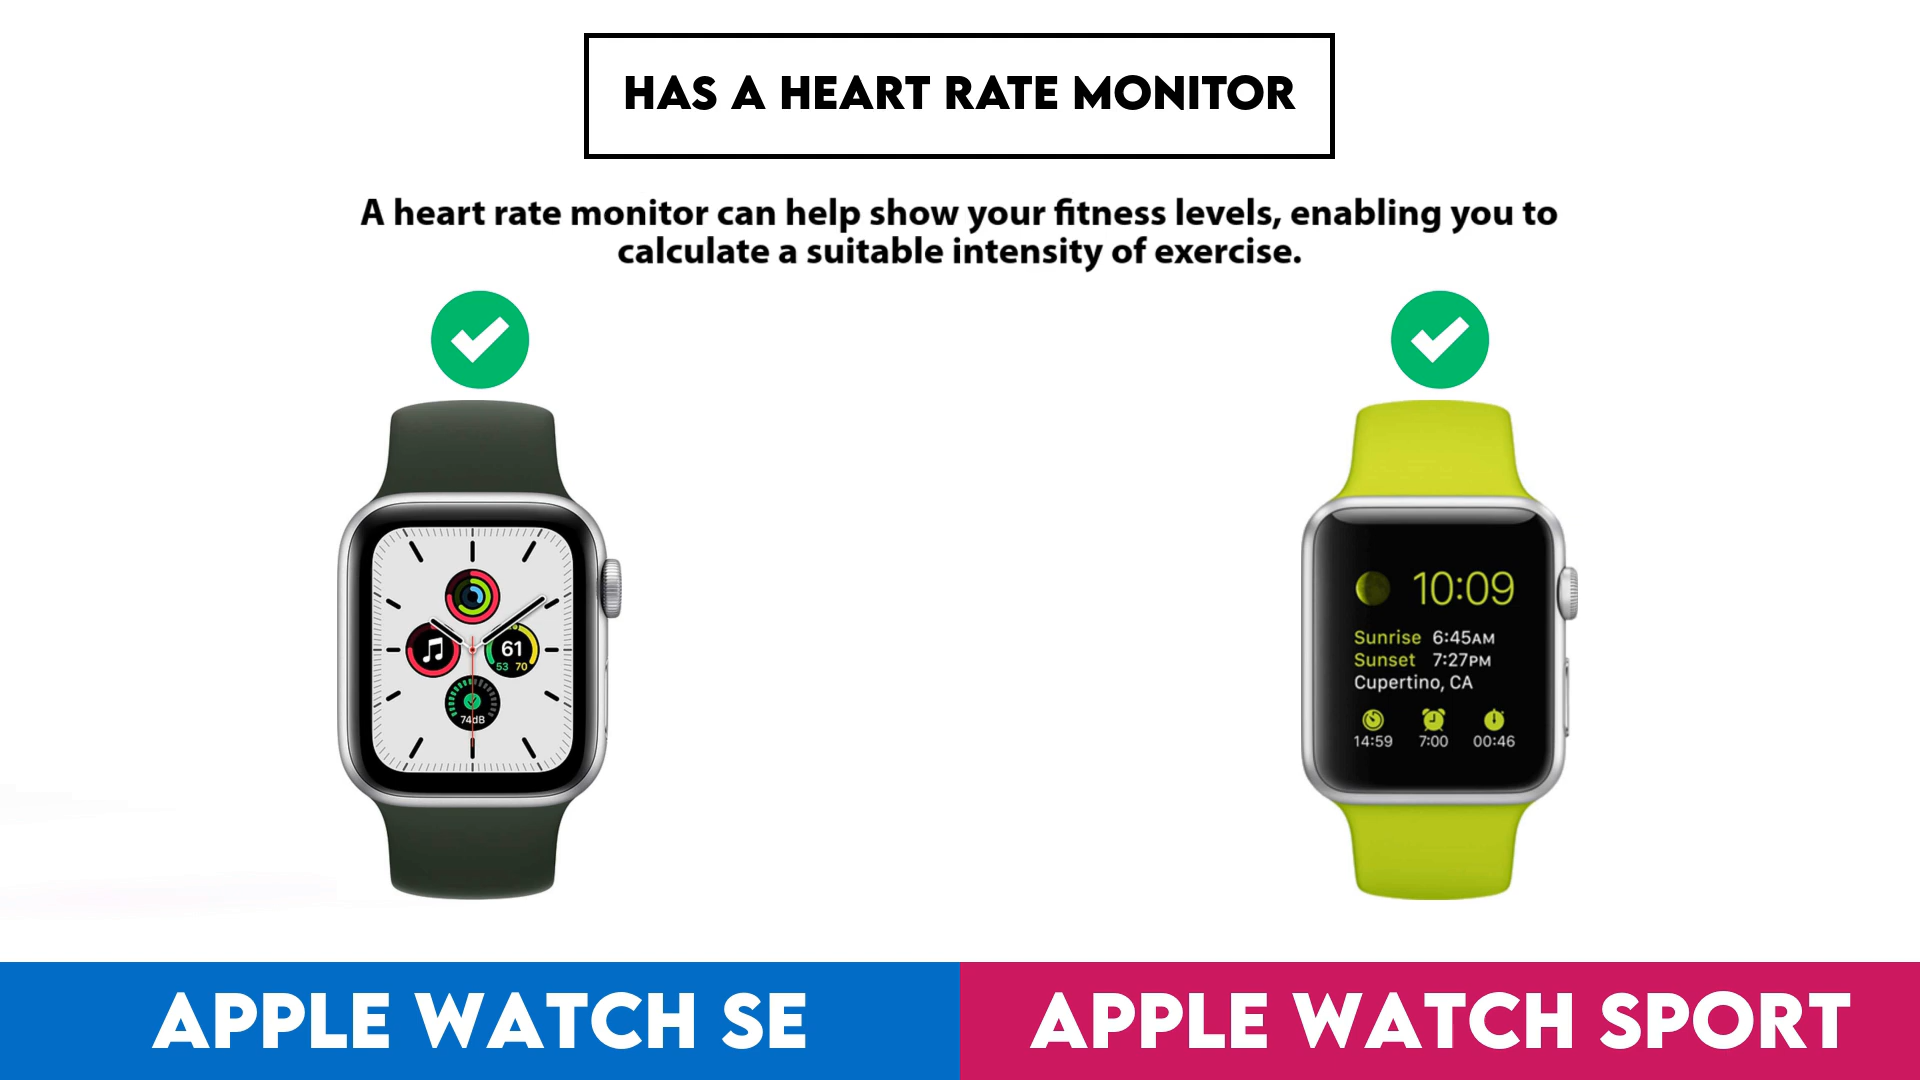 HAS A HEART RATE MONITOR
A heart rate monitor can help show your fitness levels, enabling you to
calculate a suitable intensity of exercise.
61
53 70
74dB
10:09
Sunrise 6:45AM
Sunset 7:27PM
Cupertino, CA
14:59 7:00 00:46
APPLE WATCH SE
APPLE WATCH SPORT